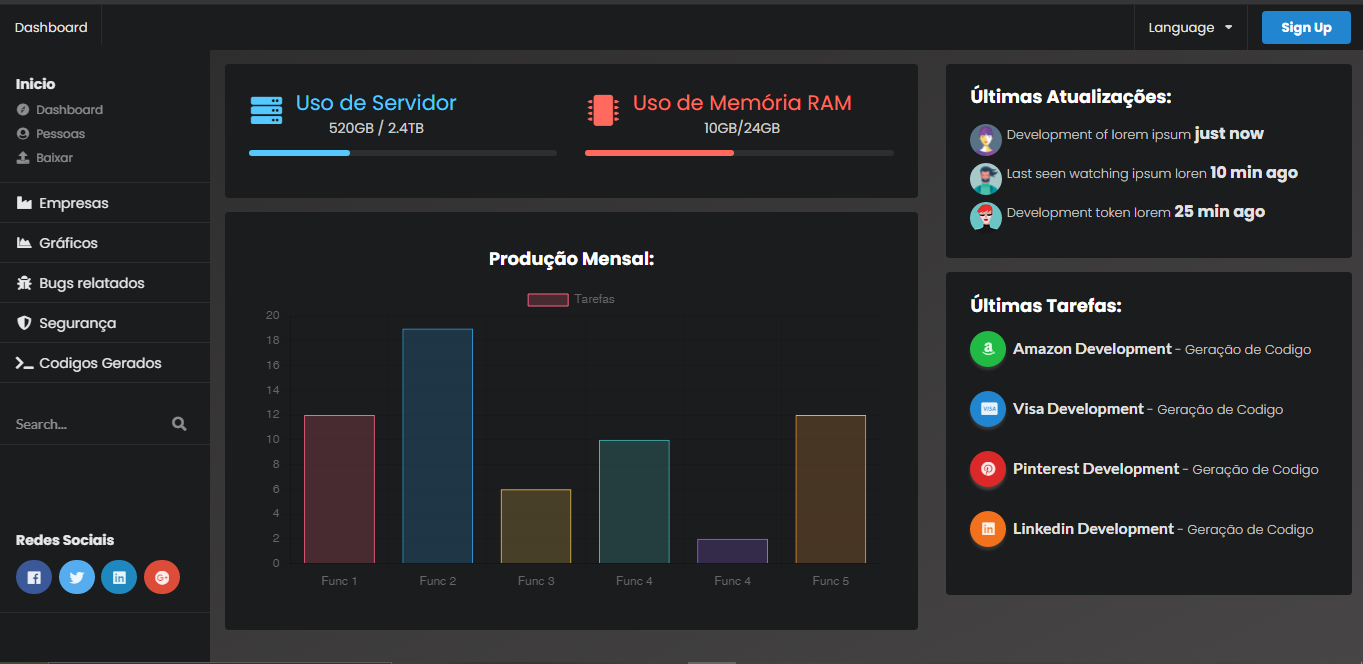 Dashboard
Language
Sign Up
Inicio
Dashboard
Pessoas
Baixar
Empresas
Gráficos
Bugs relatados
Segurança
Codigos Gerados
Search...
Redes Sociais
Uso de Servidor
520GB / 2.4TB
Uso de Memória RAM
10GB/24GB
Produção Mensal:
Tarefas
20
18
16
14
12
10
8
6
4
2
0
Func 1 Func 2 Func 3 Func 4 Func 4 Func 5
Últimas Atualizações:
Development of lorem ipsum just now
Last seen watching ipsum loren 10 min ago
Development token lorem 25 min ago
Últimas Tarefas:
Amazon Development - Geração de Codigo
VISA Visa Development - Geração de Codigo
Pinterest Development - Geração de Codigo
Linkedin Development - Geração de Codigo